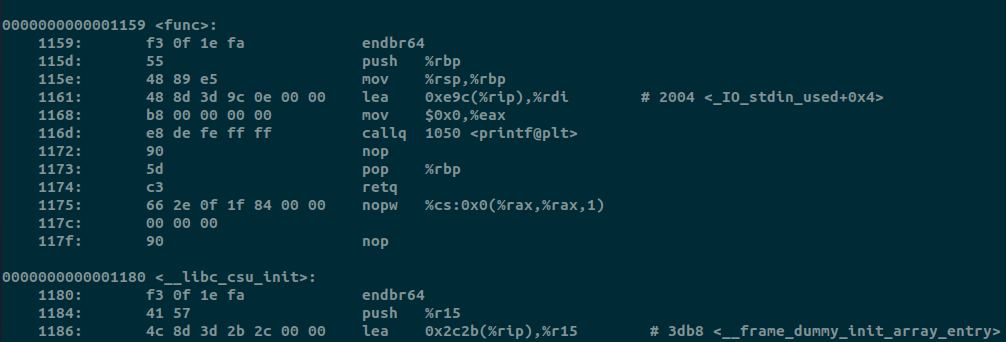 0000000000001159 <func>:
    1159:       f3 0f 1e fa             endbr64
    115d:       55                      push   %rbp
    115e:       48 89 e5                mov    %rsp,%rbp
    1161:       48 8d 3d 9c 0e 00 00    lea    0xe9c(%rip),%rdi        # 2004 <_IO_stdin_used+0x4>
    1168:       b8 00 00 00 00          mov    $0x0,%eax
    116d:       e8 de fe ff ff          callq  1050 <printf@plt>
    1172:       90                      nop
    1173:       5d                      pop    %rbp
    1174:       c3                      retq
    1175:       66 2e 0f 1f 84 00 00    nopw   %cs:0x0(%rax,%rax,1)
    117c:       00 00 00
    117f:       90                      nop
0000000000001180 <__libc_csu_init>:
    1180:       f3 0f 1e fa             endbr64
    1184:       41 57                   push   %r15
    1186:       4c 8d 3d 2b 2c 00 00    lea    0x2c2b(%rip),%r15        # 3db8 <__frame_dummy_init_array_entry>